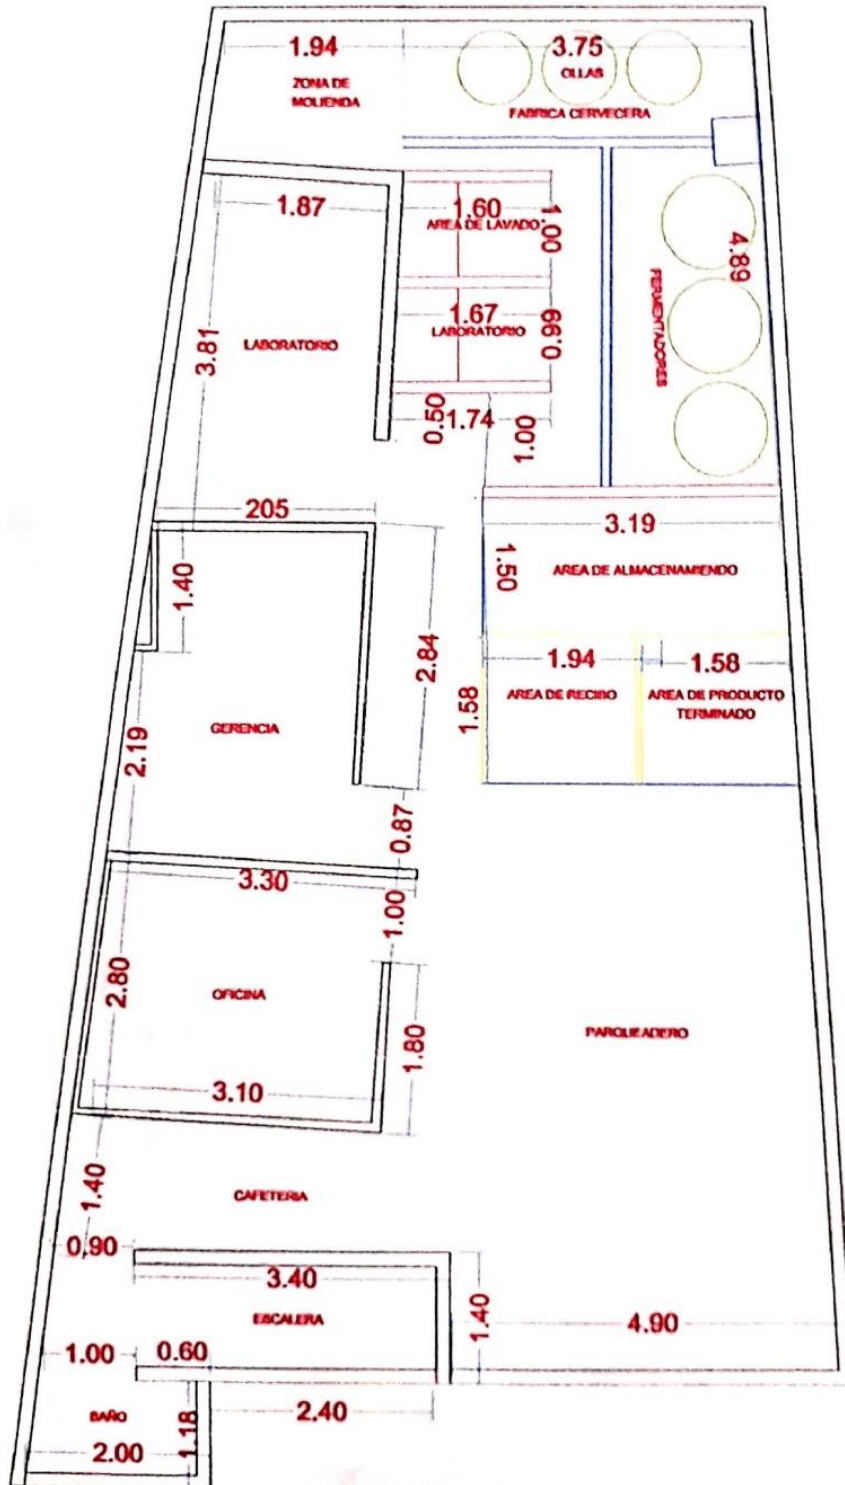 1.94
3.75
OLLAS
ZONA DE
MOLIENDA
FABRICA CERVECERA
1.87
1.60
AREA DE LAVADO
1.00
4.89
FERMENTADORES
3.81
LABORATORIO
1.67
LABORATORIO
0.99
0.50
1.74
1.00
205
3.19
1.40
1.50
AREA DE ALMACENAMIENDO
2.84
1.94
1.58
1.58
AREA DE RECIBO
AREA DE PRODUCTO
TERMINADO
GERENCIA
2.19
0.87
3.30
1.00
2.80
OFICINA
1.80
PARQUEADERO
3.10
1.40
CAFETERIA
0.90
3.40
ESCALERA
1.40
4.90
1.00
0.60
BAÑO
1.18
2.40
2.00